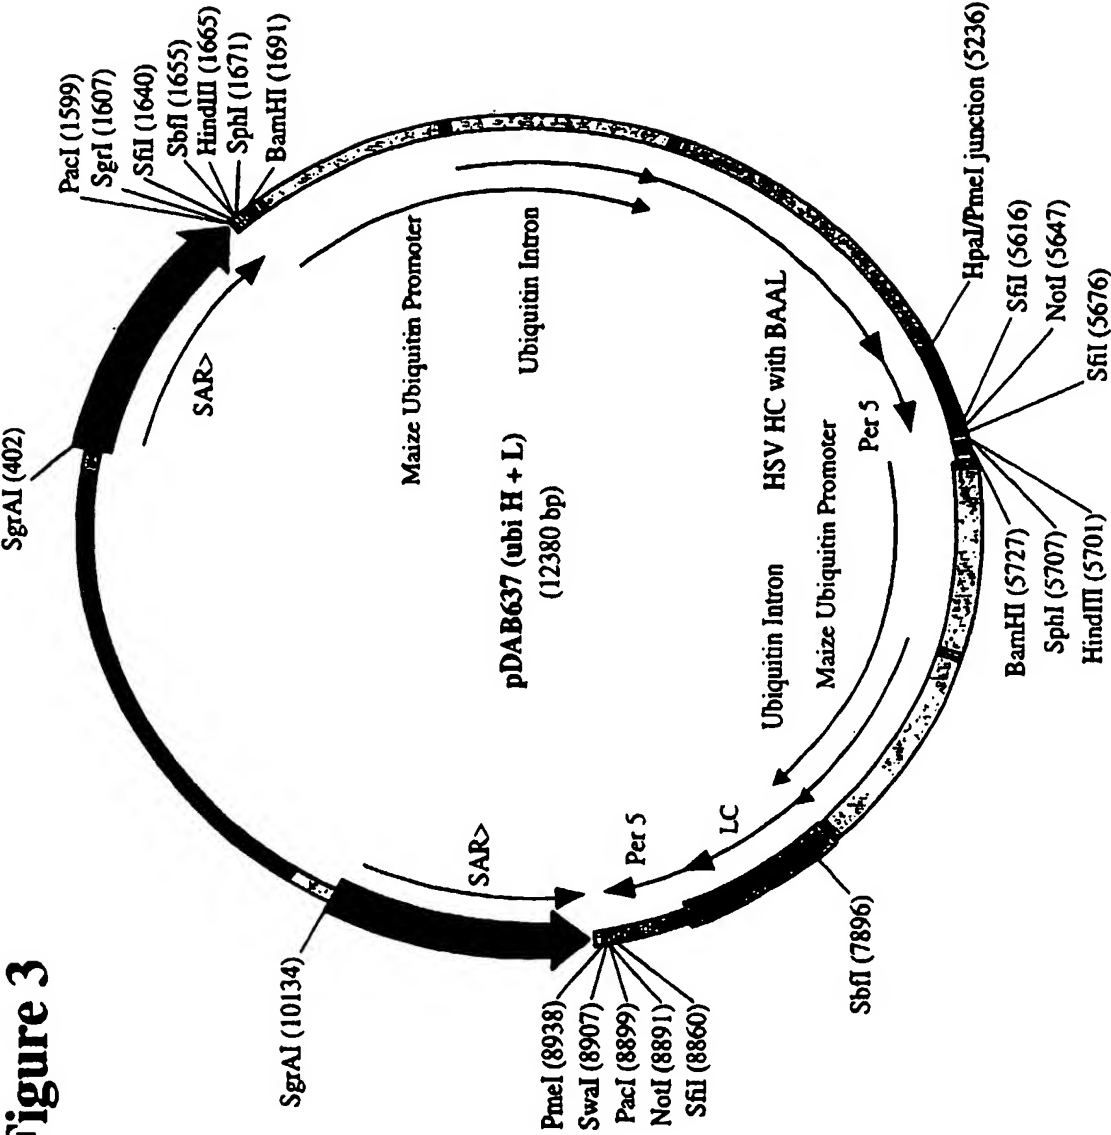 Figure 3
SgrAI (402)
PacI (1599)
SgrI (1607)
SfiI (1640)
SbfI (1655)
HindIII (1665)
SphI (1671)
BamHI (1691)
SAR>
Maize Ubiquitin Promoter
Ubiquitin Intron
HSV HC with BAAL
Per 5
HpaI/PmeI junction (5236)
SfiI (5616)
NotI (5647)
SfiI (5676)
pDAB637 (ubi H + L)
(12380 bp)
BamHI (5727)
SphI (5707)
HindIII (5701)
Ubiquitin Intron
Maize Ubiquitin Promoter
LC
Per 5
SAR>
SbfI (7896)
SgrAI (10134)
PmeI (8938)
SwaI (8907)
PacI (8899)
NotI (8891)
SfiI (8860)